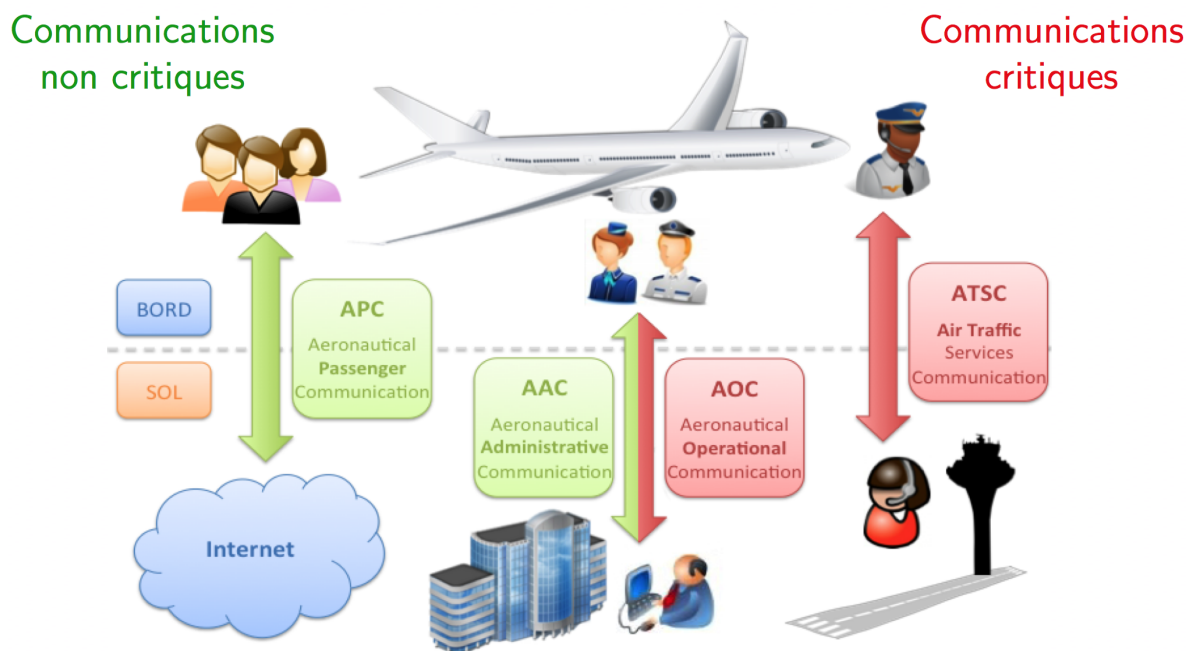 Communications
non critiques
Communications
critiques
BORD
SOL
APC
Aeronautical
Passenger
Communication
AAC
Aeronautical
Administrative
Communication
AOC
Aeronautical
Operational
Communication
ATSC
Air Traffic
Services
Communication
Internet